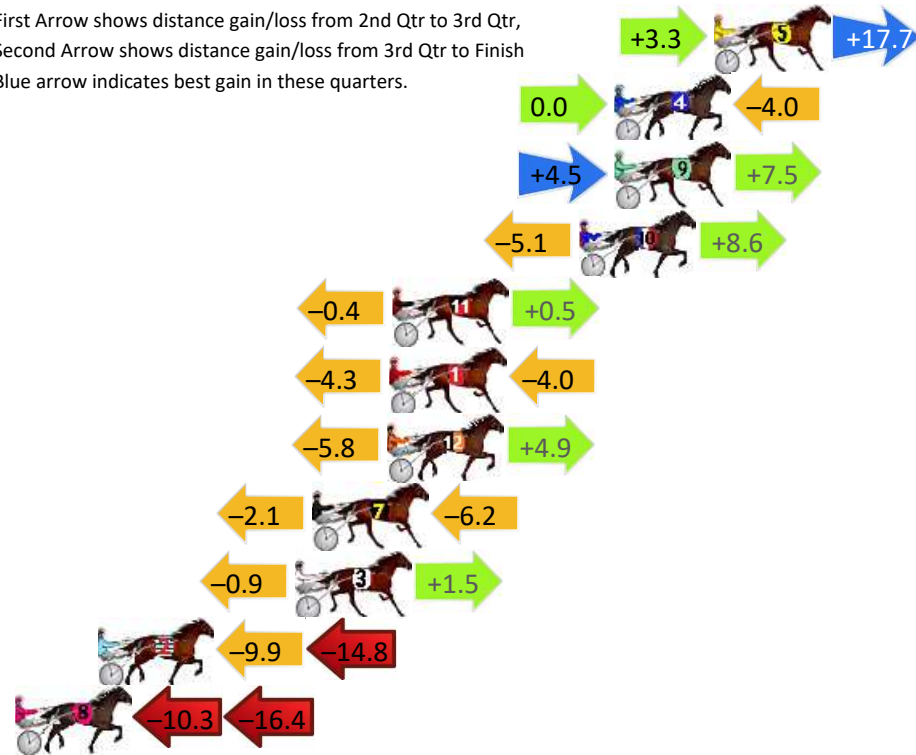 First Arrow shows distance gain/loss from 2nd Qtr to 3rd Qtr,
Second Arrow shows distance gain/loss from 3rd Qtr to Finish
Blue arrow indicates best gain in these quarters.
+3.3 5 +17.7
0.0 4 –4.0
+4.5 9 +7.5
–5.1 10 +8.6
–0.4 11 +0.5
–4.3 1 –4.0
–5.8 12 +4.9
–2.1 7 –6.2
–0.9 3 +1.5
–9.9 –14.8
8 –10.3 –16.4